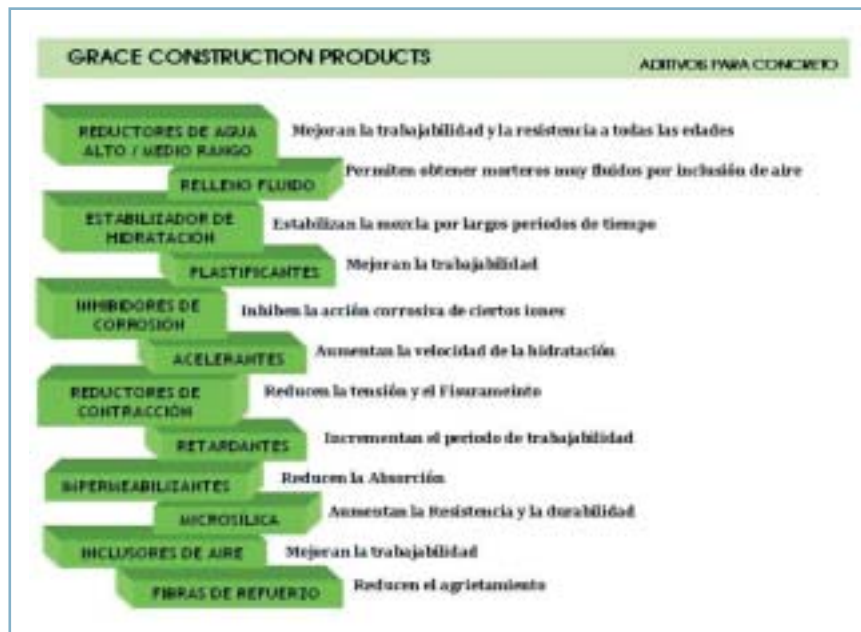 GRACE CONSTRUCTION PRODUCTS
ADITIVOS PARA CONCRETO
REDUCTORES DE AGUA
ALTO / MEDIO RANGO
Mejoran la trabajabilidad y la resistencia a todas las edades
RELLENO FLUIDO
Permiten obtener morteros muy fluidos por inclusión de aire
ESTABILIZADOR DE
HIDRATACIÓN
Estabilizan la mezcla por largos periodos de tiempo
PLASTIFICANTES
Mejoran la trabajabilidad
INHIBIDORES DE
CORROSIÓN
Inhiben la acción corrosiva de ciertos iones
ACELERANTES
Aumentan la velocidad de la hidratación
REDUCTORES DE
CONTRACCIÓN
Reducen la tensión y el Fisurameinto
RETARDANTES
Incrementan el periodo de trabajabilidad
IMPERMEABILIZANTES
Reducen la Absorción
MICROSÍLICA
Aumentan la Resistencia y la durabilidad
INCLUSORES DE AIRE
Mejoran la trabajabilidad
FIBRAS DE REFUERZO
Reducen el agrietamiento